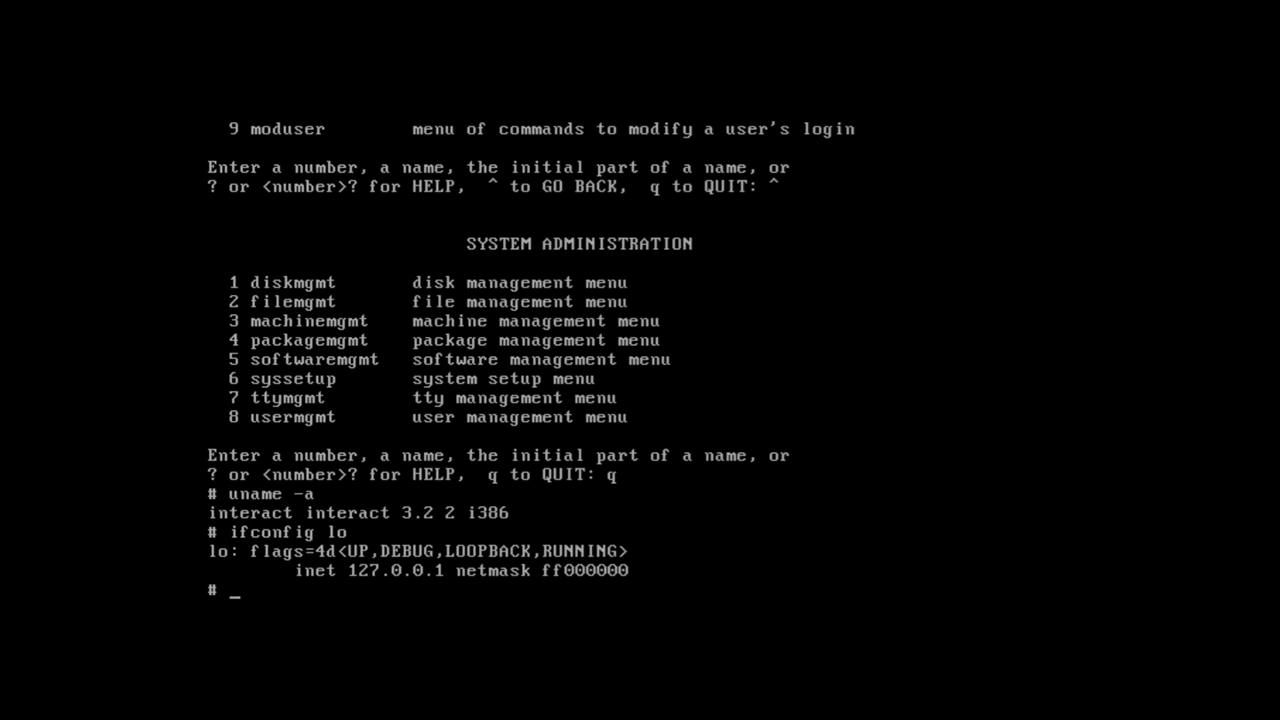 9 moduser        menu of commands to modify a user's login
Enter a number, a name, the initial part of a name, or
? or <number>? for HELP,  ^ to GO BACK,  q to QUIT: ^
SYSTEM ADMINISTRATION
1 diskmgmt       disk management menu
2 filemgmt       file management menu
3 machinemgmt    machine management menu
4 packagemgmt    package management menu
5 softwaremgmt   software management menu
6 syssetup       system setup menu
7 ttymgmt        tty management menu
8 usermgmt       user management menu
Enter a number, a name, the initial part of a name, or
? or <number>? for HELP,  q to QUIT: q
# uname -a
interact interact 3.2 2 i386
# ifconfig lo
lo: flags=4d<UP,DEBUG,LOOPBACK,RUNNING>
        inet 127.0.0.1 netmask ff000000
# _